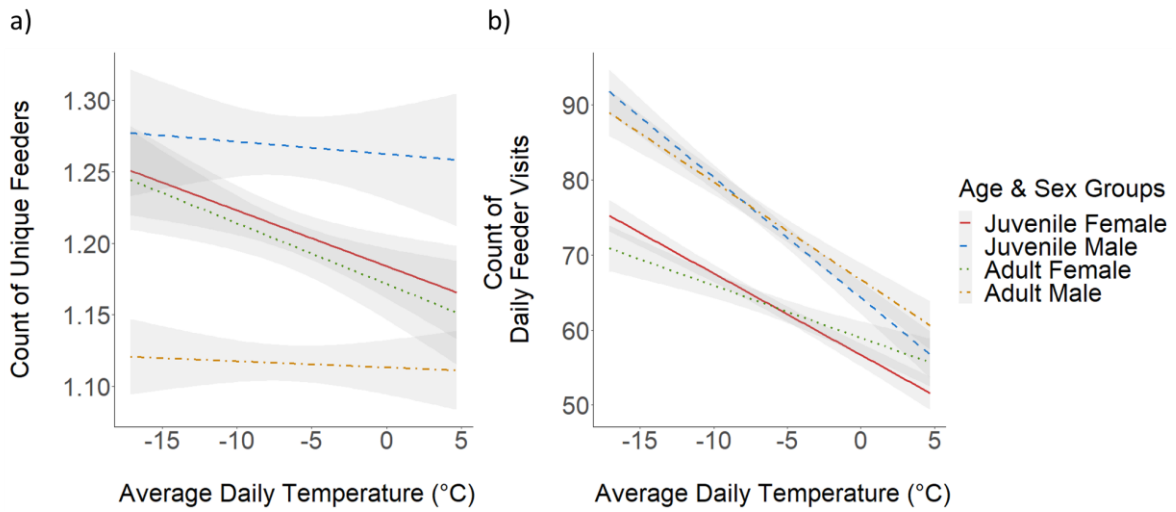 a)
Count of Unique Feeders
1.30
1.25
1.20
1.15
1.10
-15 -10 -5 0 5
Average Daily Temperature (°C)
b)
Count of
Daily Feeder Visits
90
80
70
60
50
-15 -10 -5 0 5
Average Daily Temperature (°C)
Age & Sex Groups
Juvenile Female
Juvenile Male
Adult Female
Adult Male